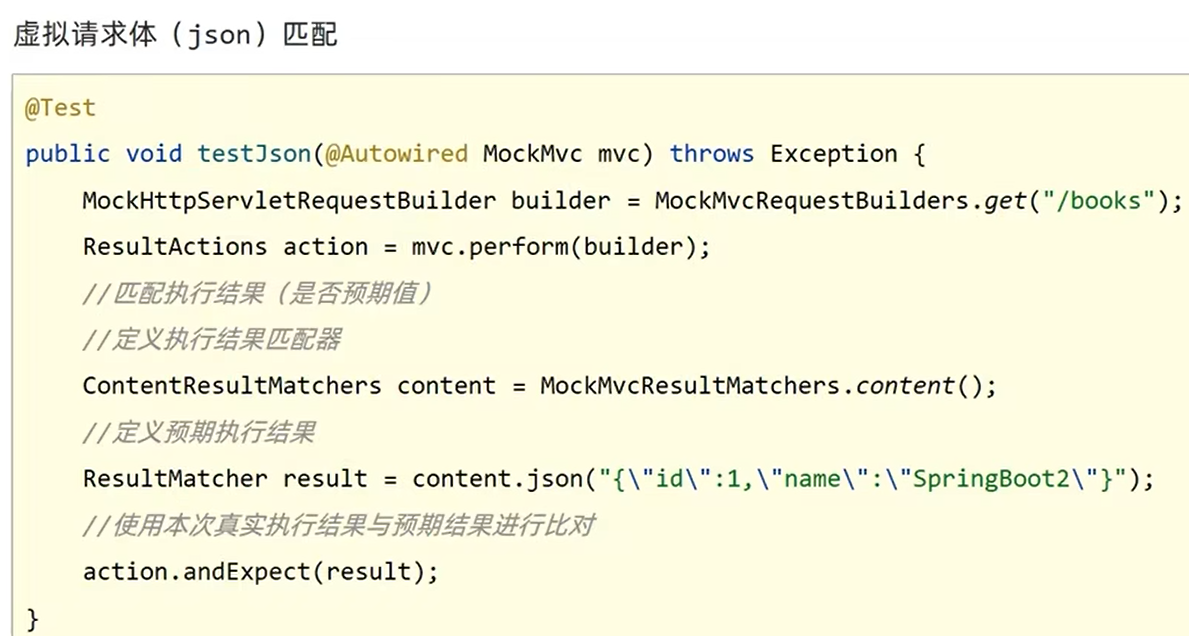 虚拟请求体（json）匹配
@Test
public void testJson(@Autowired MockMvc mvc) throws Exception {
    MockHttpServletRequestBuilder builder = MockMvcRequestBuilders.get("/books");
    ResultActions action = mvc.perform(builder);
    //匹配执行结果（是否预期值）
    //定义执行结果匹配器
    ContentResultMatchers content = MockMvcResultMatchers.content();
    //定义预期执行结果
    ResultMatcher result = content.json("{\"id\":1,\"name\":\"SpringBoot2\"}");
    //使用本次真实执行结果与预期结果进行比对
    action.andExpect(result);
}